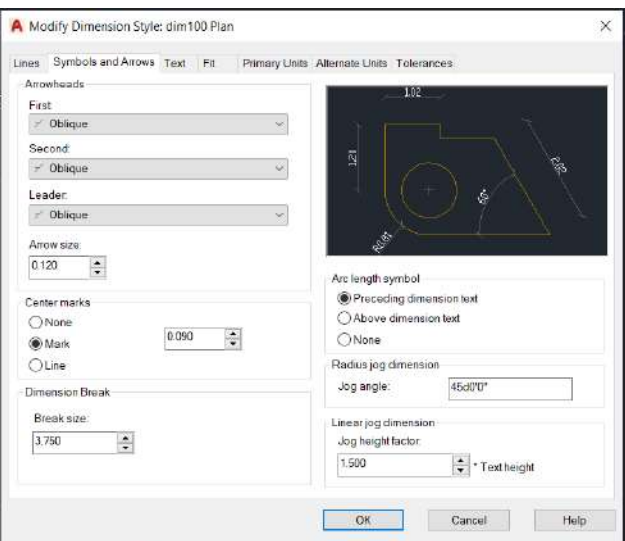 Modify Dimension Style: dim100 Plan
Lines Symbols and Arrows Text Fit Primary Units Alternate Units Tolerances
Arrowheads
First:
Oblique
Second:
Oblique
Leader:
Oblique
Arrow size:
0.120
Center marks
None
Mark
0.090
Line
Dimension Break
Break size:
3.750
1.02
1.20
2.02
60°
R0.81
Arc length symbol
Preceding dimension text
Above dimension text
None
Radius jog dimension
Jog angle: 45d0'0"
Linear jog dimension
Jog height factor:
1.500 * Text height
OK Cancel Help